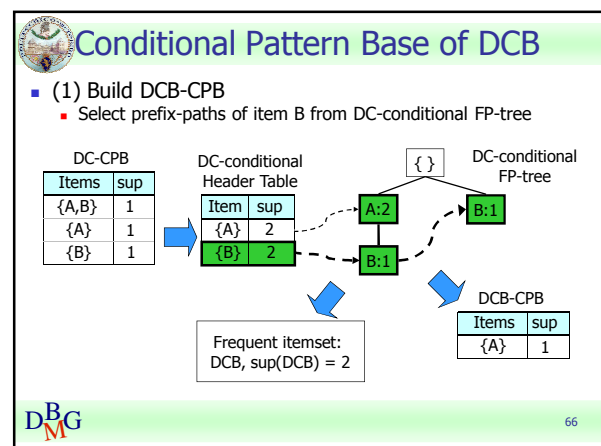 Conditional Pattern Base of DCB
(1) Build DCB-CPB
Select prefix-paths of item B from DC-conditional FP-tree
DC-CPB
Items sup
{A,B} 1
{A} 1
{B} 1
DC-conditional
Header Table
Item sup
{A} 2
{B} 2
{ }
DC-conditional
FP-tree
A:2
B:1
B:1
Frequent itemset:
DCB, sup(DCB) = 2
DCB-CPB
Items sup
{A} 1
DBMG
66